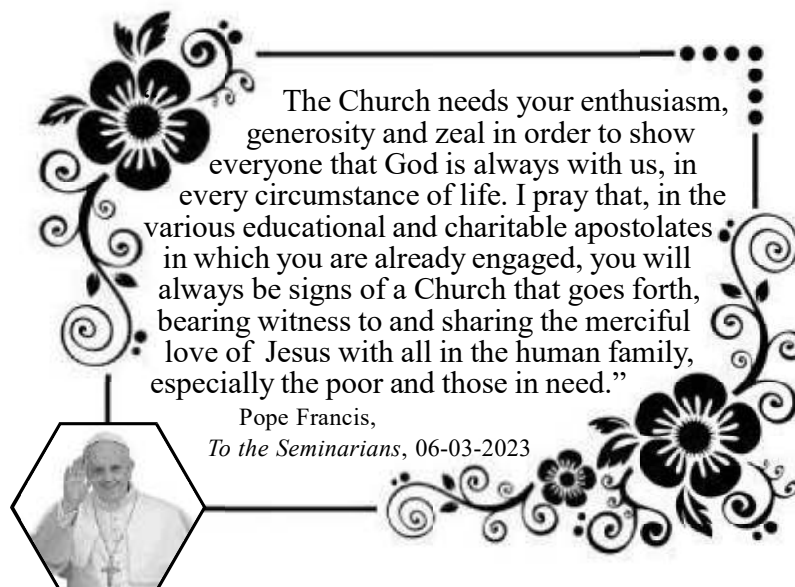 The Church needs your enthusiasm,
generosity and zeal in order to show
everyone that God is always with us, in
every circumstance of life. I pray that, in the
various educational and charitable apostolates
in which you are already engaged, you will
always be signs of a Church that goes forth,
bearing witness to and sharing the merciful
love of Jesus with all in the human family,
especially the poor and those in need.”
Pope Francis,
To the Seminarians, 06-03-2023